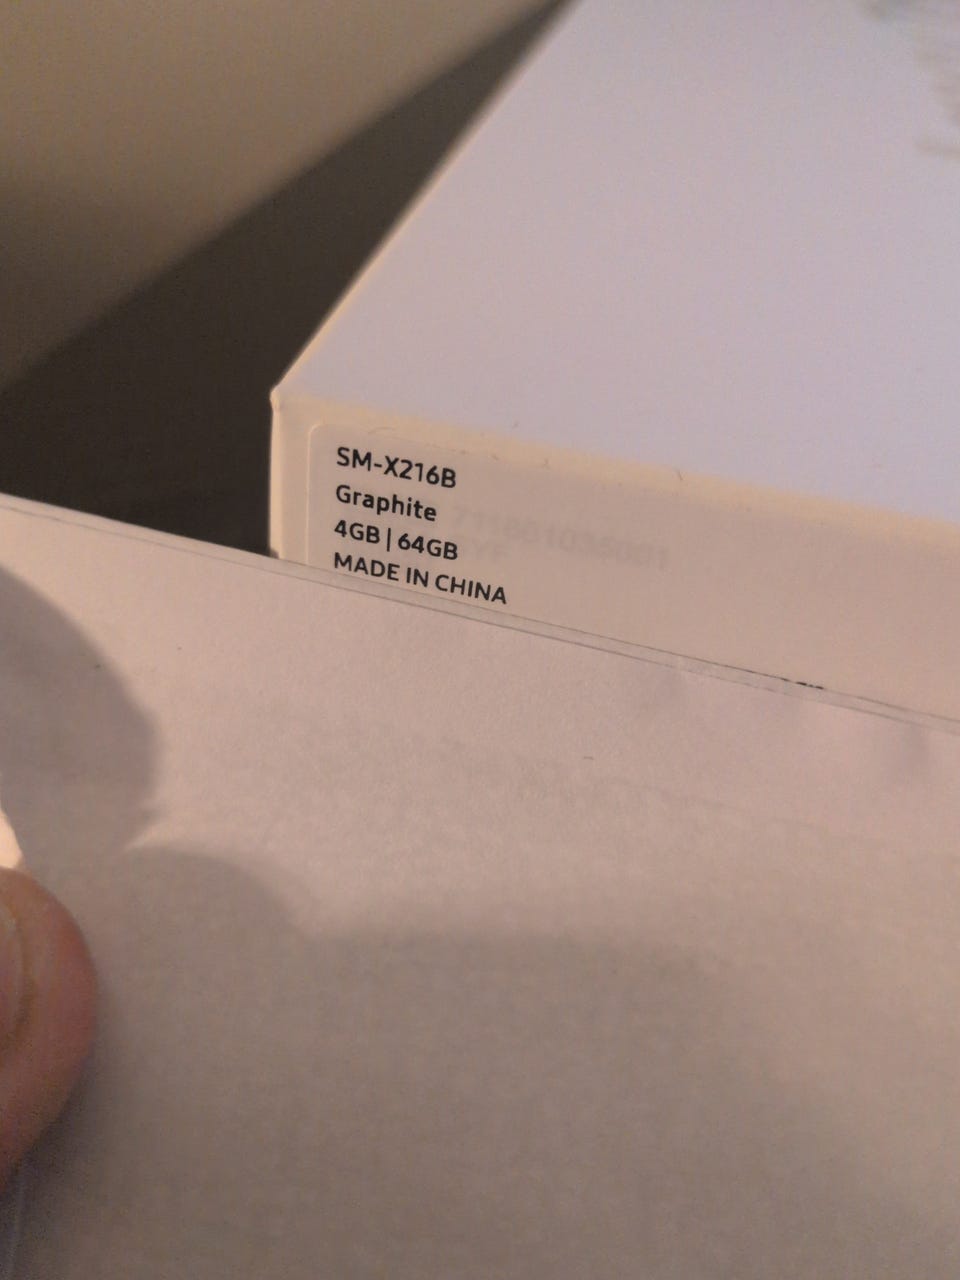 SM-X216B
Graphite
4GB | 64GB
MADE IN CHINA